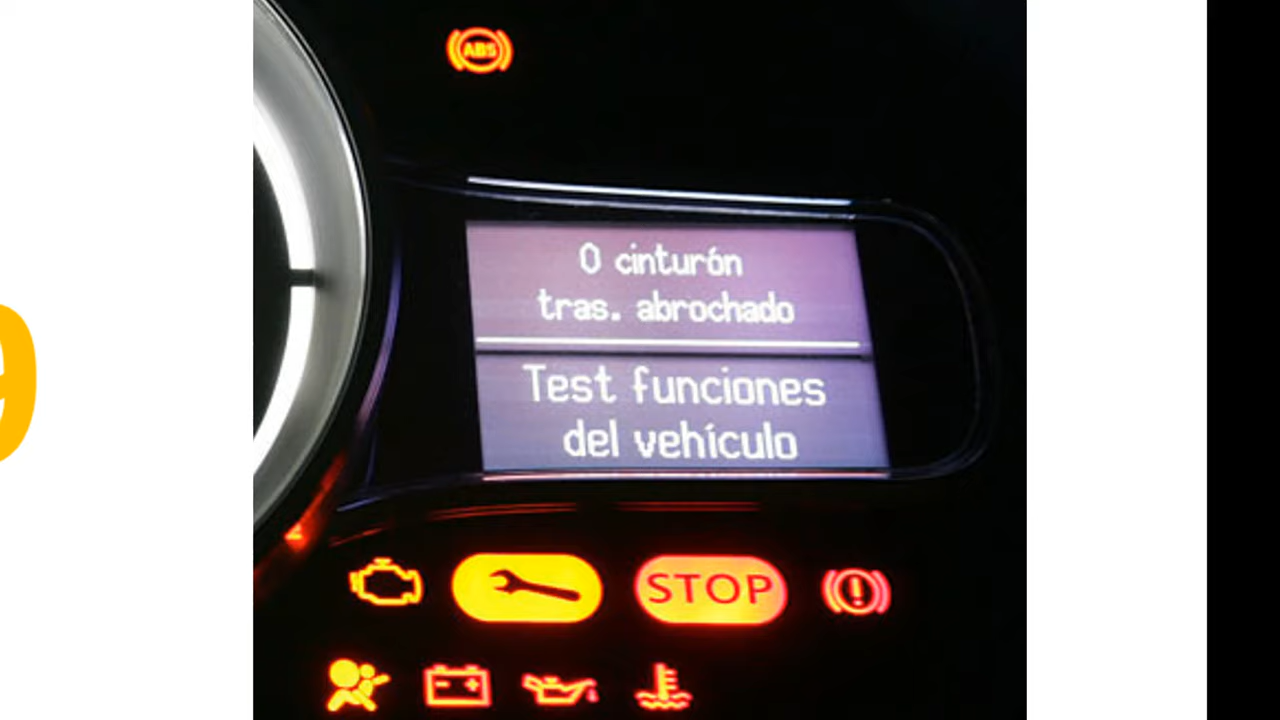 ABS
0 cinturón
tras. abrochado
Test funciones
del vehículo
STOP